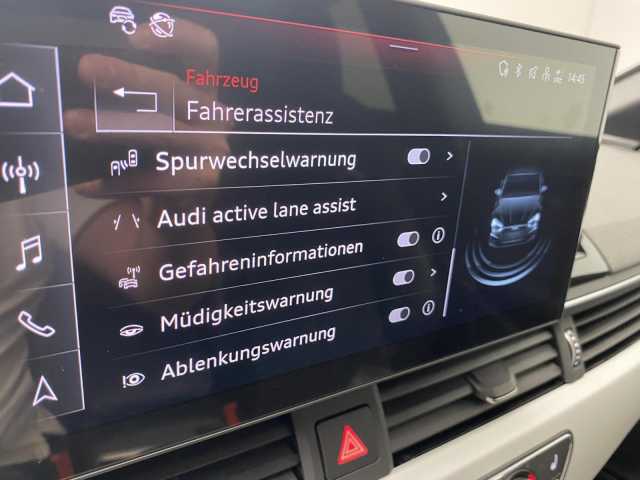 Fahrzeug
14:45
Fahrerassistenz
Spurwechselwarnung
Audi active lane assist
Gefahreninformationen
Müdigkeitswarnung
Ablenkungswarnung